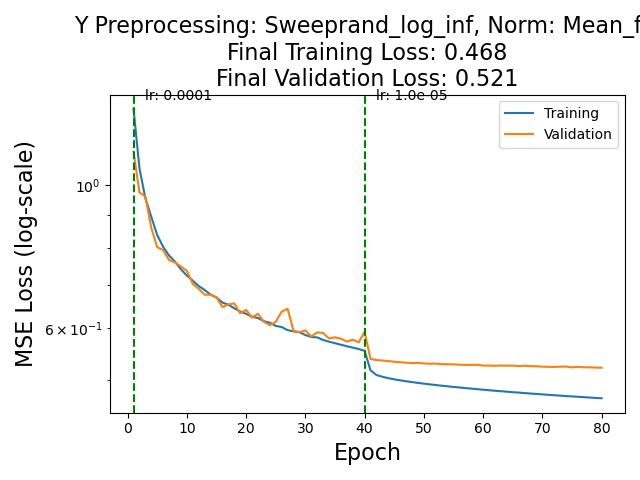 Y Preprocessing: Sweeprand_log_inf, Norm: Mean_f
Final Training Loss: 0.468
Final Validation Loss: 0.521
lr: 0.0001
lr: 1.0e-05
Training
Validation
10⁰
6 × 10⁻¹
MSE Loss (log-scale)
0 10 20 30 40 50 60 70 80
Epoch